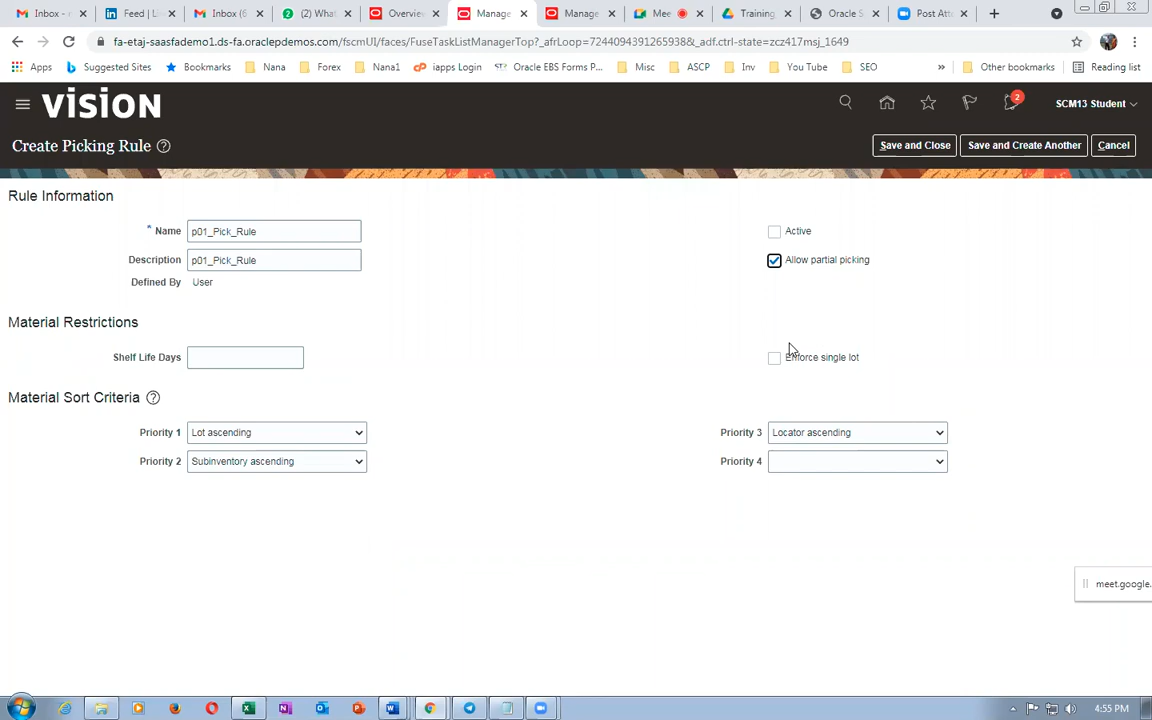 Inbox -
Feed | Li
Inbox (6
(2) What
Overview
Manage
Manage
Mee
Training
Oracle S
Post Atte
fa-etaj-saasfademo1.ds-fa.oraclepdemos.com/fscmUI/faces/FuseTaskListManagerTop?_afrLoop=7244094391265938&_adf.ctrl-state=zcz417msj_1649
Apps Suggested Sites Bookmarks Nana Forex Nana1 iapps Login Oracle EBS Forms P... Misc ASCP Inv You Tube SEO » Other bookmarks Reading list
VISION 2 SCM13 Student
Create Picking Rule ? Save and Close Save and Create Another Cancel
Rule Information
* Name p01_Pick_Rule Active
Description p01_Pick_Rule Allow partial picking
Defined By User
Material Restrictions
Shelf Life Days Enforce single lot
Material Sort Criteria ?
Priority 1 Lot ascending Priority 3 Locator ascending
Priority 2 Subinventory ascending Priority 4
meet.google.
4:55 PM